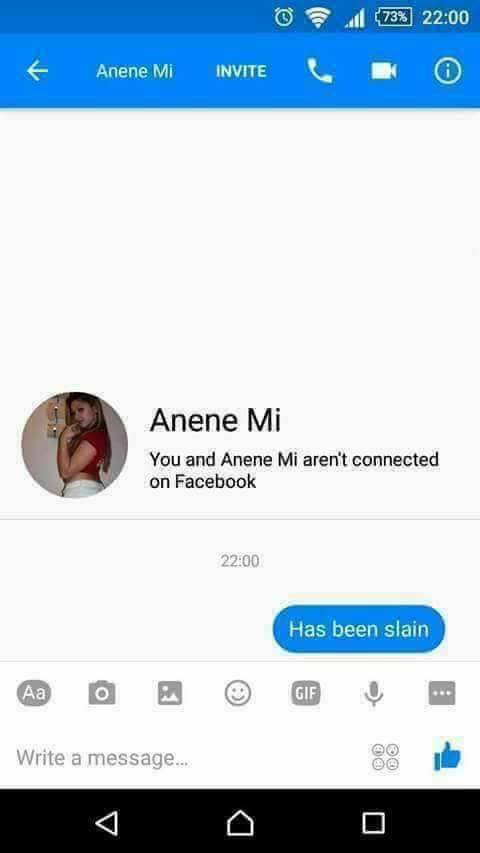 73% 22:00
Anene Mi INVITE
Anene Mi
You and Anene Mi aren't connected
on Facebook
22:00
Has been slain
Aa GIF
Write a message...